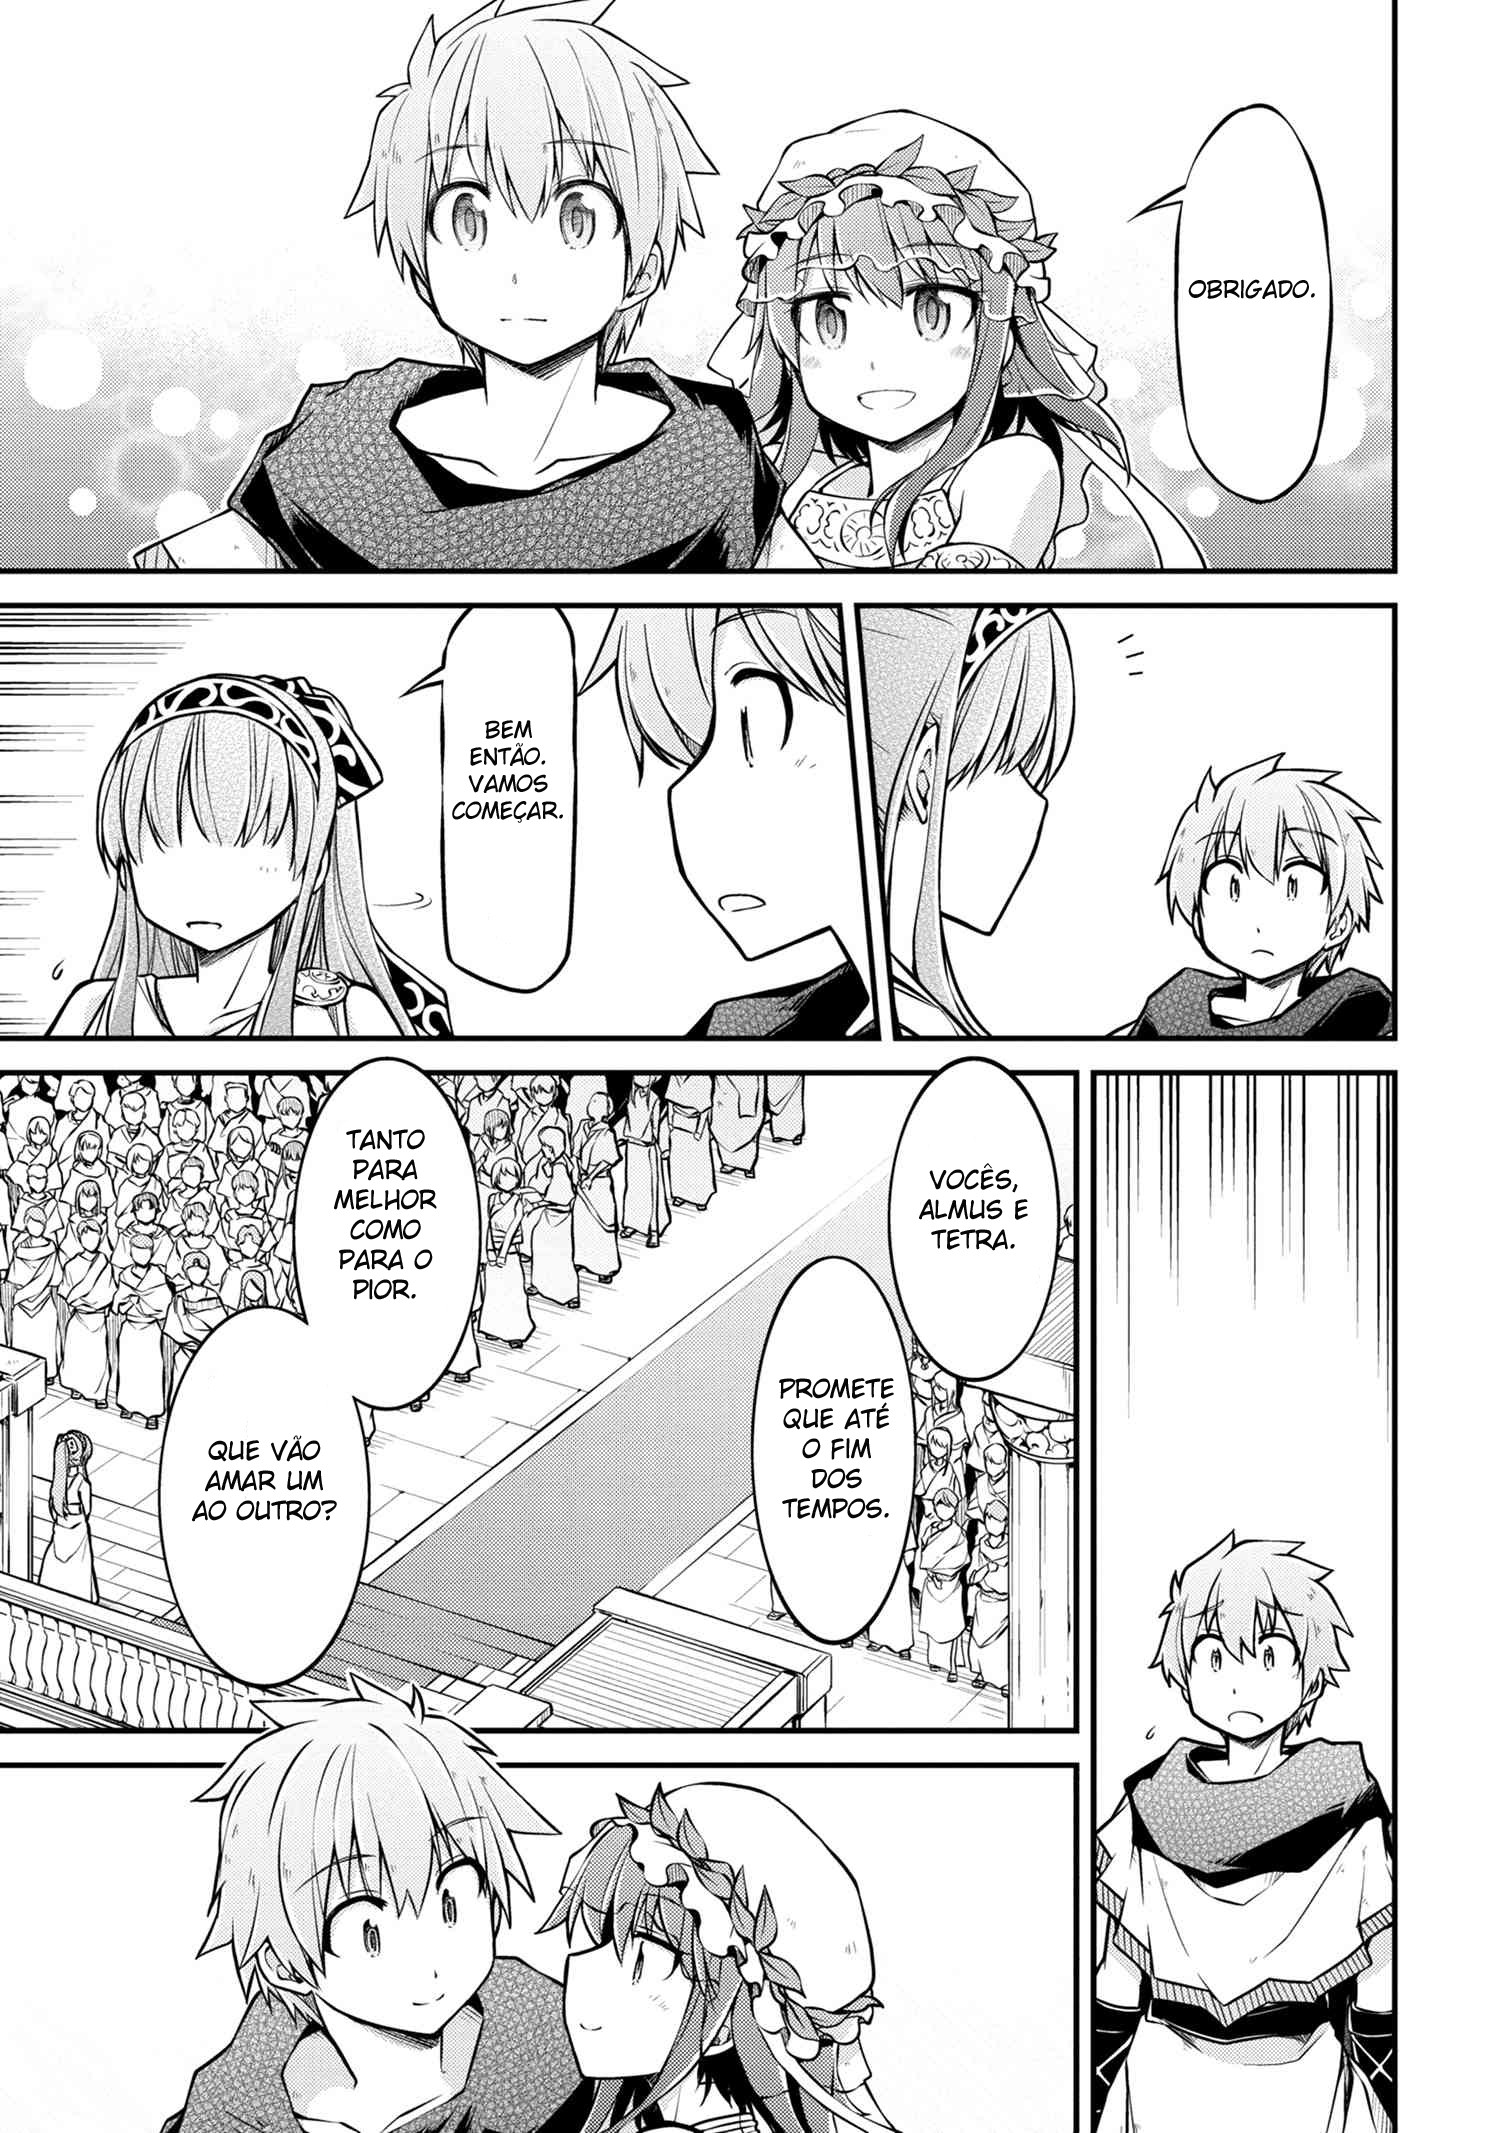 OBRIGADO.
BEM
ENTÃO.
VAMOS
COMEÇAR.
VOCÊS,
ALMUS E
TETRA.
PROMETE
QUE ATÉ
O FIM
DOS
TEMPOS.
TANTO
PARA
MELHOR
COMO
PARA O
PIOR.
QUE VÃO
AMAR UM
AO OUTRO?